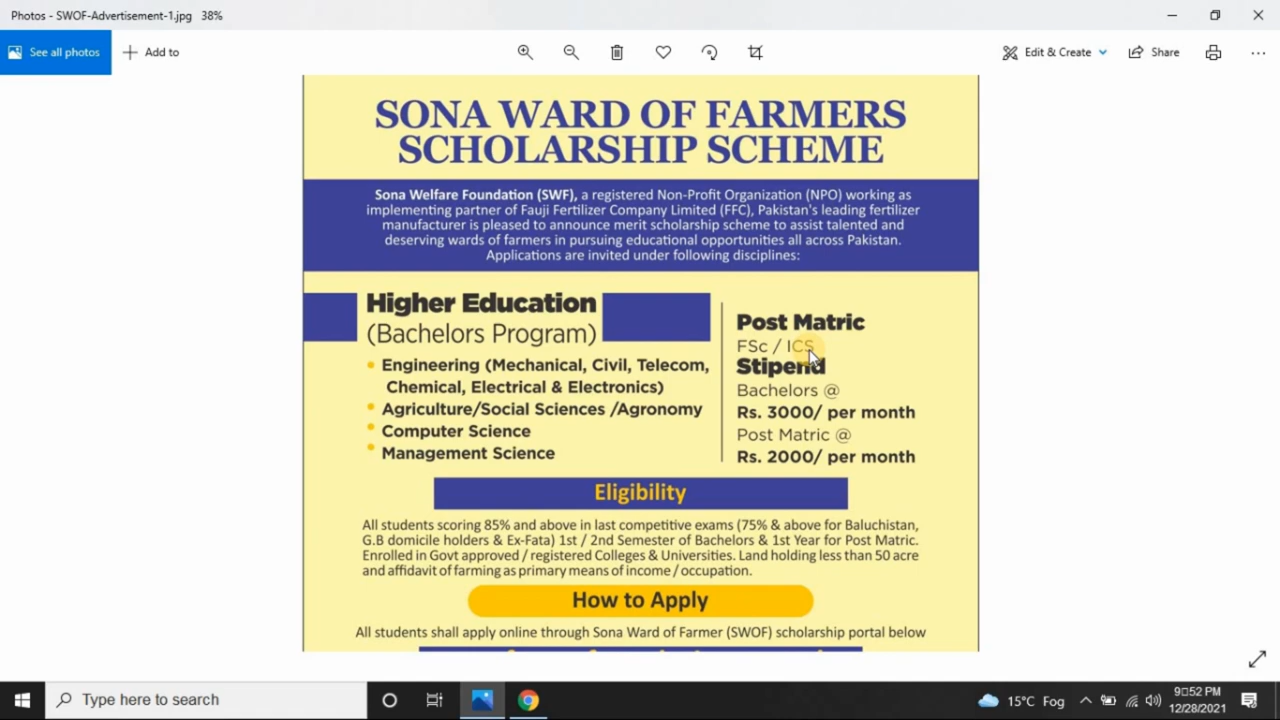 Photos - SWOF-Advertisement-1.jpg 38%
See all photos
Add to
Edit & Create
Share
SONA WARD OF FARMERS
SCHOLARSHIP SCHEME
Sona Welfare Foundation (SWF), a registered Non-Profit Organization (NPO) working as
implementing partner of Fauji Fertilizer Company Limited (FFC), Pakistan's leading fertilizer
manufacturer is pleased to announce merit scholarship scheme to assist talented and
deserving wards of farmers in pursuing educational opportunities all across Pakistan.
Applications are invited under following disciplines:
Higher Education
(Bachelors Program)
• Engineering (Mechanical, Civil, Telecom,
Chemical, Electrical & Electronics)
• Agriculture/Social Sciences /Agronomy
• Computer Science
• Management Science
Post Matric
FSc / ICS
Stipend
Bachelors @
Rs. 3000/ per month
Post Matric @
Rs. 2000/ per month
Eligibility
All students scoring 85% and above in last competitive exams (75% & above for Baluchistan,
G.B domicile holders & Ex-Fata) 1st / 2nd Semester of Bachelors & 1st Year for Post Matric.
Enrolled in Govt approved / registered Colleges & Universities. Land holding less than 50 acre
and affidavit of farming as primary means of income / occupation.
How to Apply
All students shall apply online through Sona Ward of Farmer (SWOF) scholarship portal below
Type here to search
15°C Fog
9:52 PM
12/28/2021